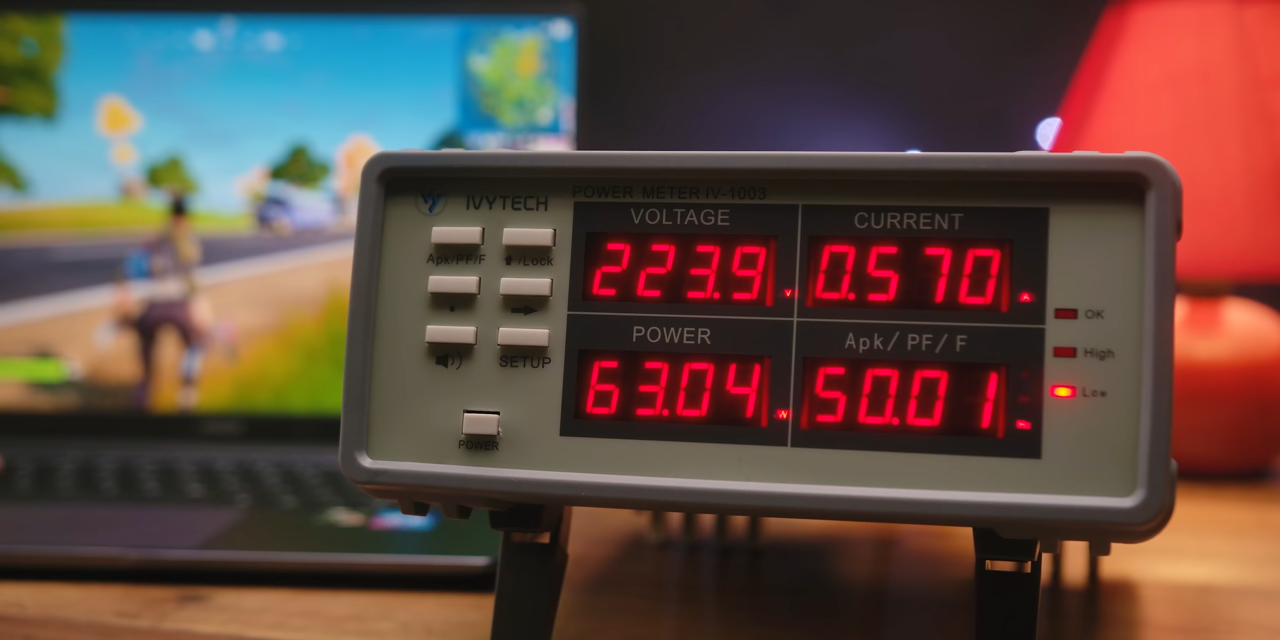 IVYTECH
POWER METER IV-1003
VOLTAGE
CURRENT
Apk/PF/F
⬆/Lock
223.9 V
0.570 A
OK
POWER
Apk/PF/F
High
SETUP
63.04 W
50.01
Low
POWER